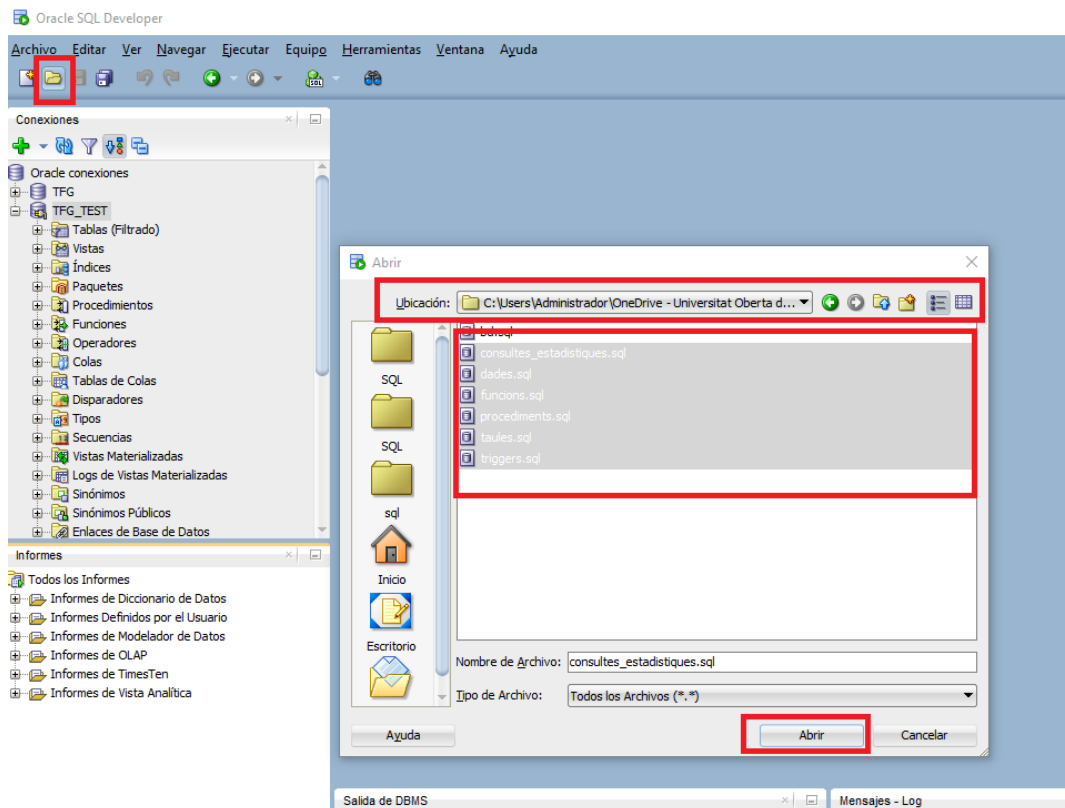 Oracle SQL Developer
Archivo Editar Ver Navegar Ejecutar Equipo Herramientas Ventana Ayuda
Conexiones
Oracle conexiones
TFG
TFG_TEST
Tablas (Filtrado)
Vistas
Índices
Paquetes
Procedimientos
Funciones
Operadores
Colas
Tablas de Colas
Disparadores
Tipos
Secuencias
Vistas Materializadas
Logs de Vistas Materializadas
Sinónimos
Sinónimos Públicos
Enlaces de Base de Datos
Informes
Todos los Informes
Informes de Diccionario de Datos
Informes Definidos por el Usuario
Informes de Modelador de Datos
Informes de OLAP
Informes de TimesTen
Informes de Vista Analítica
Abrir
Ubicación: C:\Users\Administrador\OneDrive - Universitat Oberta d...
SQL
SQL
sql
Inicio
Escritorio
consultes_estadistiques.sql
dades.sql
funcions.sql
procediments.sql
taules.sql
triggers.sql
Nombre de Archivo: consultes_estadistiques.sql
Tipo de Archivo: Todos los Archivos (*.*)
Ayuda Abrir Cancelar
Salida de DBMS
Mensajes - Log